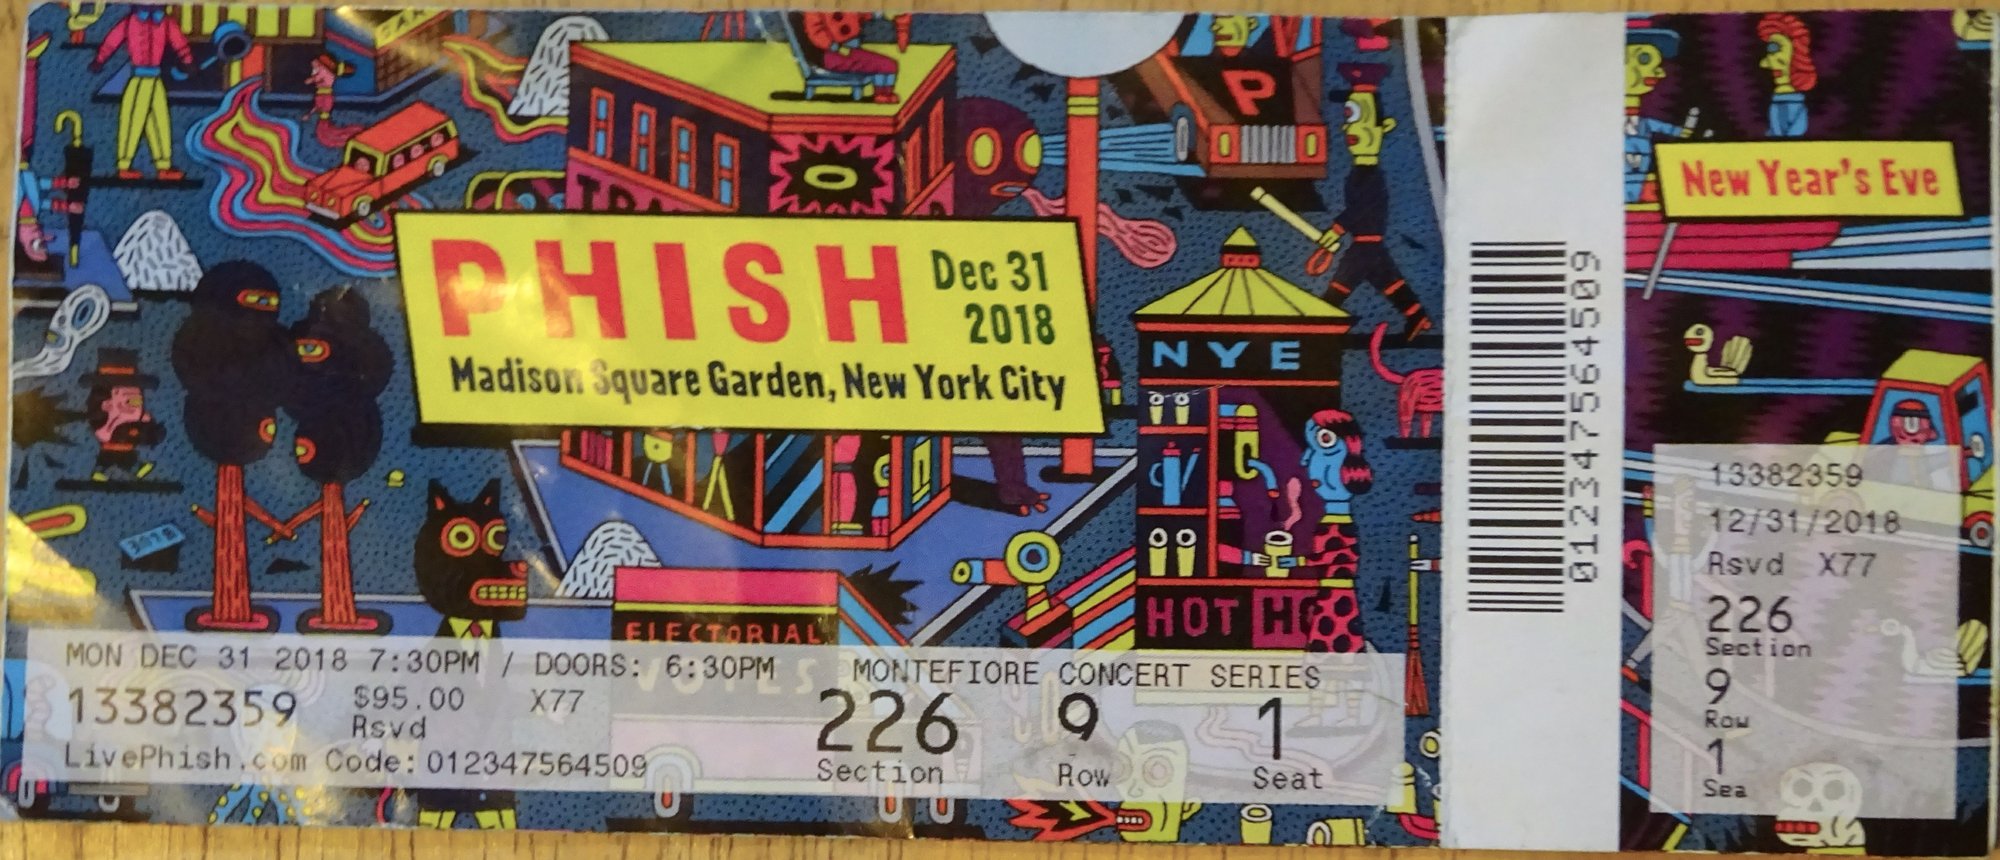 P
PHISH
Dec 31
2018
Madison Square Garden, New York City
NYE
HOT
ELECTORIAL
VOTES
MON DEC 31 2018 7:30PM / DOORS: 6:30PM MONTEFIORE CONCERT SERIES
13382359 $95.00 X77
Rsvd
226 9 1
Section Row Seat
LivePhish.com Code: 012347564509
012347564509
New Year's Eve
13382359
12/31/2018
Rsvd X77
226
Section
9
Row
1
Sea